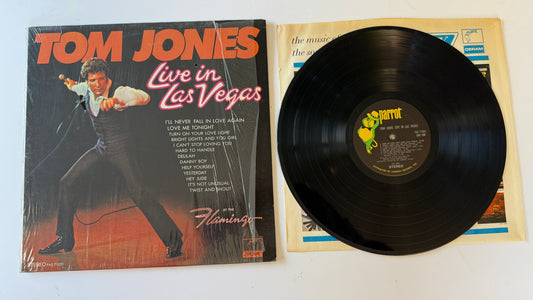 TOM JONES
Live in
Las Vegas
I'LL NEVER FALL IN LOVE AGAIN
LOVE ME TONIGHT
TURN ON YOUR LOVE LIGHT
BRIGHT LIGHTS AND YOU GIRL
I CAN'T STOP LOVING YOU
HARD TO HANDLE
DELILAH
DANNY BOY
HELP YOURSELF
YESTERDAY
HEY JUDE
IT'S NOT UNUSUAL
TWIST AND SHOUT
AT THE
Flamingo
STEREO
the music of
the so
DERAM
parrot
TOM JONES LIVE IN LAS VEGAS
STEREO